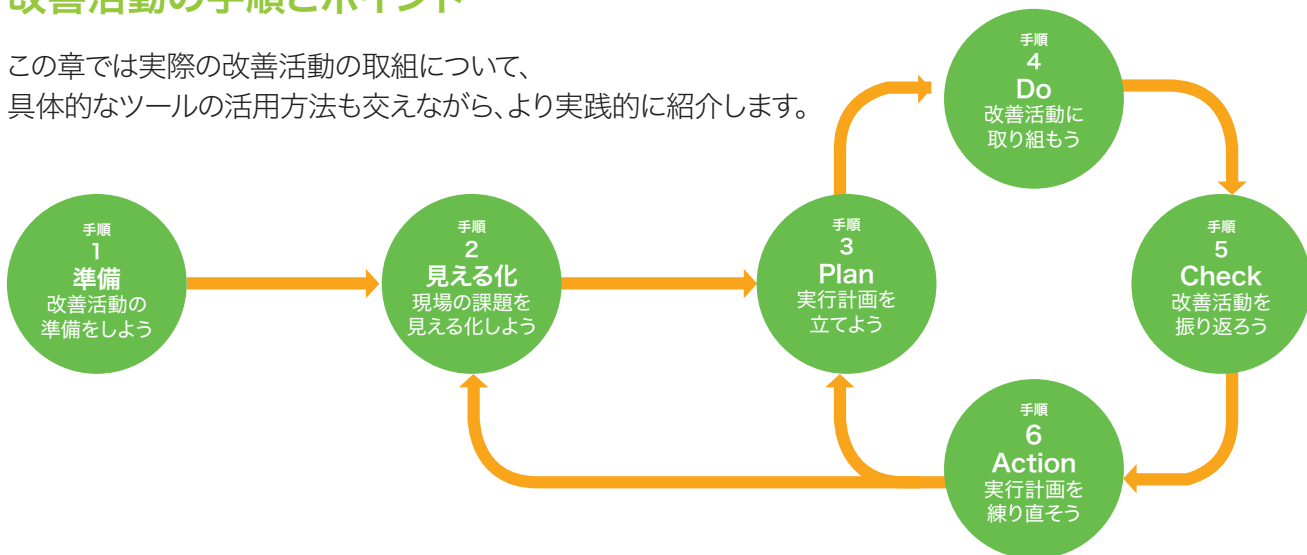 改善活動の手順とポイント
この章では実際の改善活動の取組について、
具体的なツールの活用方法も交えながら、より実践的に紹介します。
手順
1
準備
改善活動の
準備をしよう
手順
2
見える化
現場の課題を
見える化しよう
手順
3
Plan
実行計画を
立てよう
手順
4
Do
改善活動に
取り組もう
手順
5
Check
改善活動を
振り返ろう
手順
6
Action
実行計画を
練り直そう